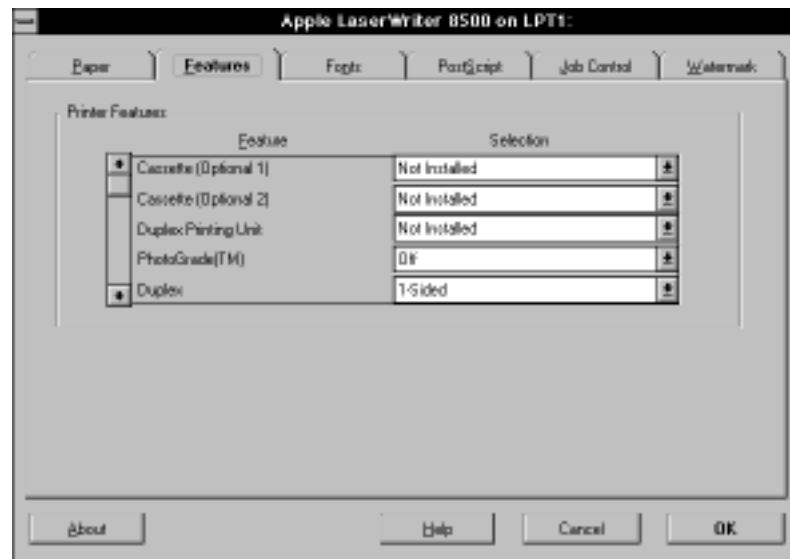 Apple LaserWriter 8500 on LPT1:
Paper Features Fonts PostScript Job Control Watermark
Printer Features:
Feature Selection
Cassette (Optional 1) Not Installed
Cassette (Optional 2) Not Installed
Duplex Printing Unit Not Installed
PhotoGrade(TM) Off
Duplex 1-Sided
About Help Cancel OK